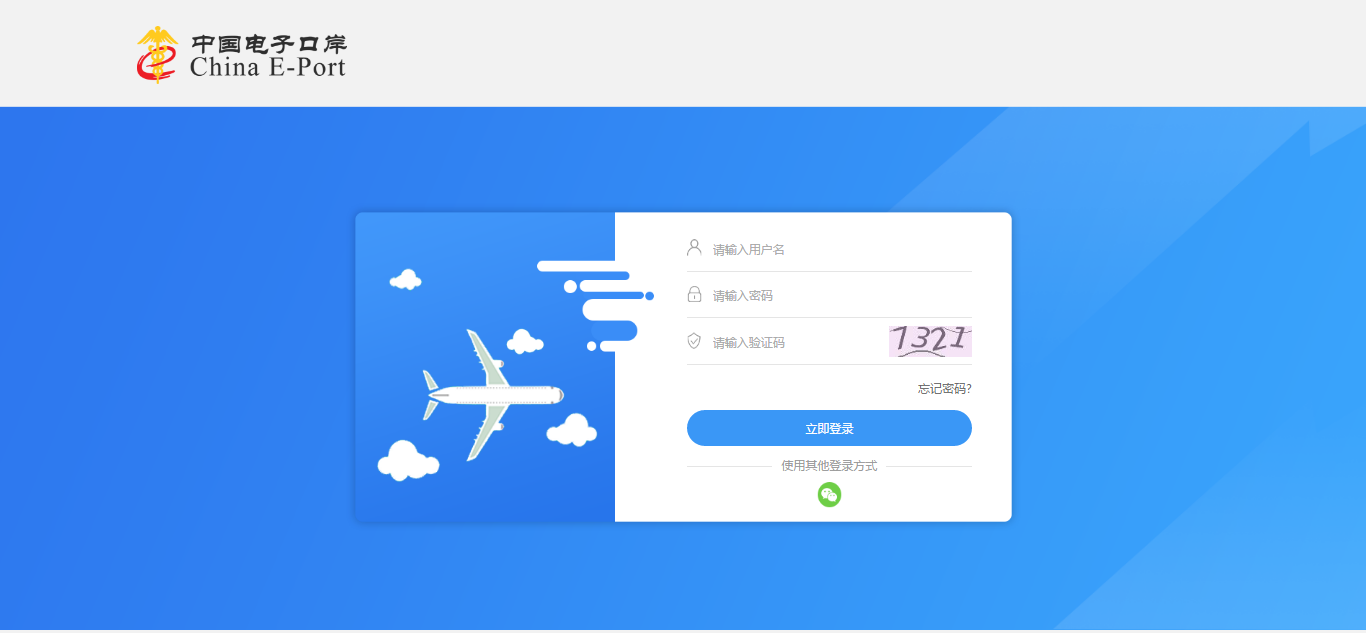 中国电子口岸
China E-Port
请输入用户名
请输入密码
请输入验证码
7321
忘记密码?
立即登录
使用其他登录方式